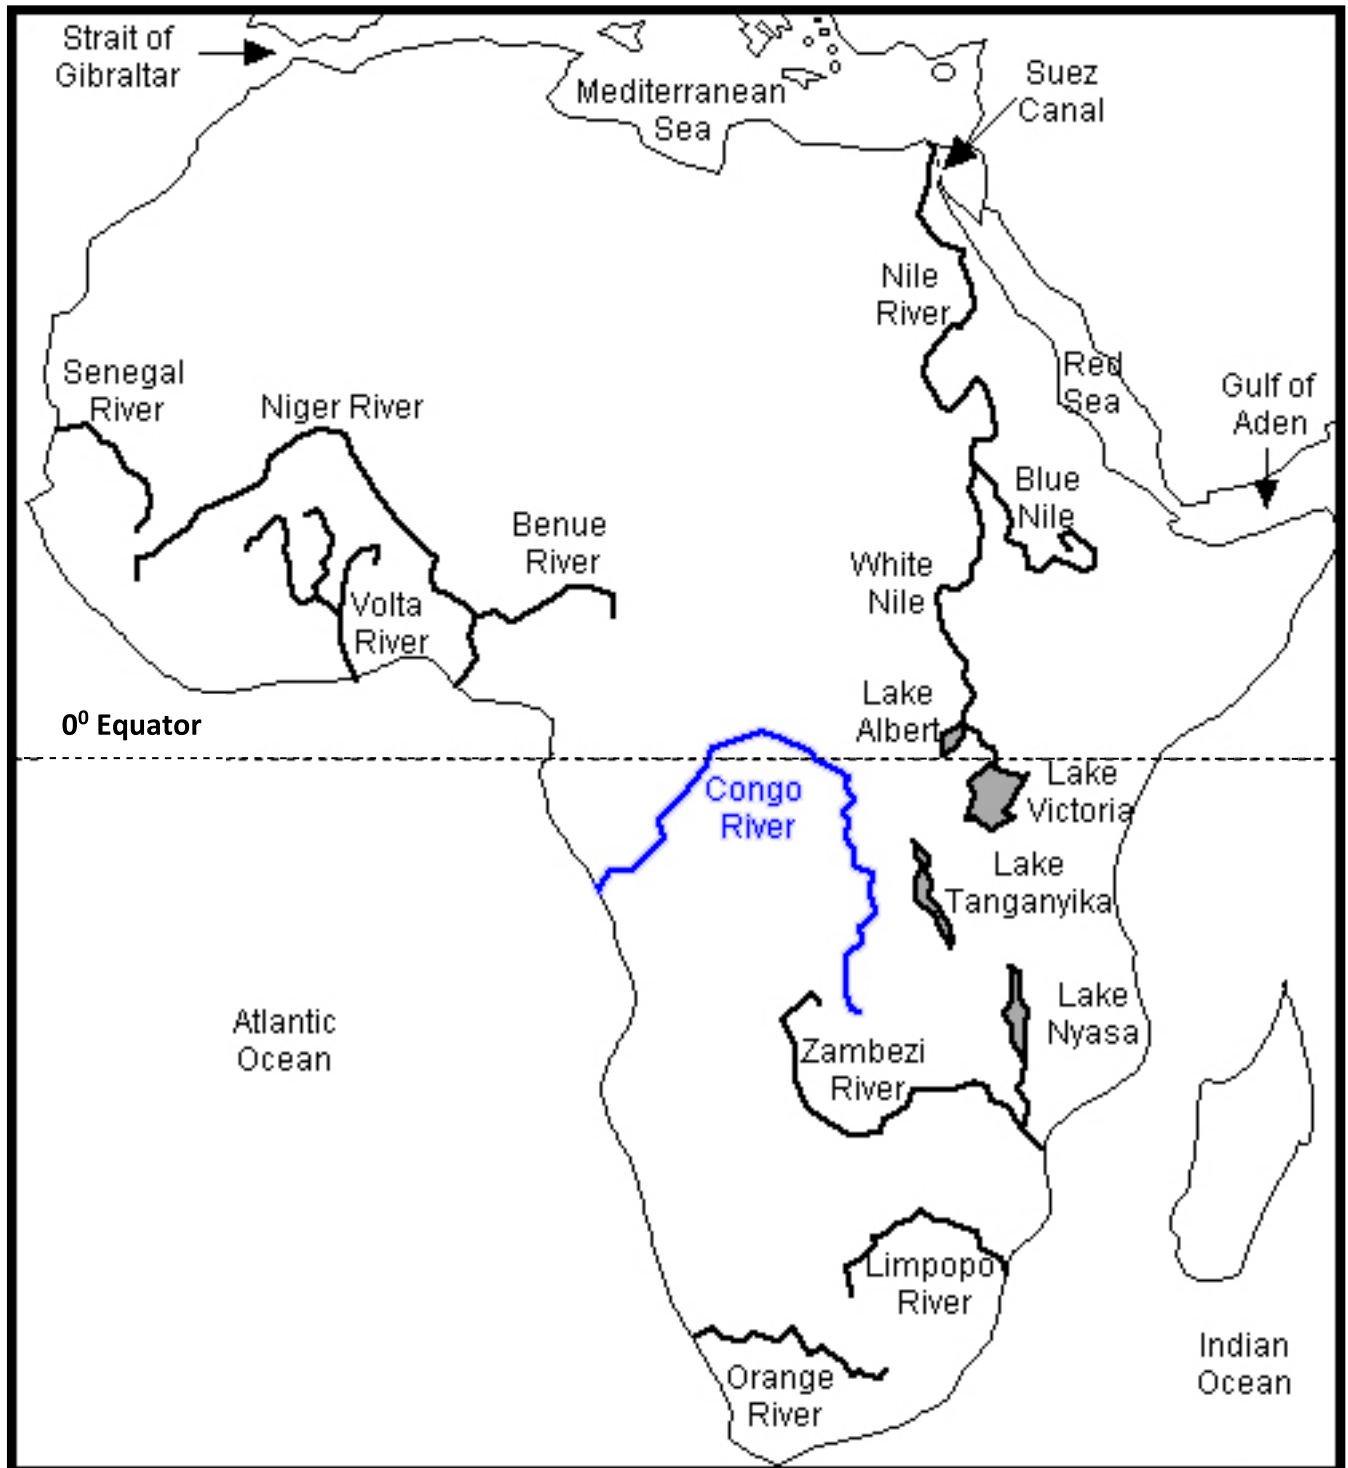 Strait of
Gibraltar
Mediterranean
Sea
Suez
Canal
Nile
River
Red
Sea
Gulf of
Aden
Senegal
River
Niger River
Benue
River
Blue
Nile
White
Nile
Volta
River
Lake
Albert
0⁰ Equator
Congo
River
Lake
Victoria
Lake
Tanganyika
Atlantic
Ocean
Lake
Nyasa
Zambezi
River
Limpopo
River
Orange
River
Indian
Ocean